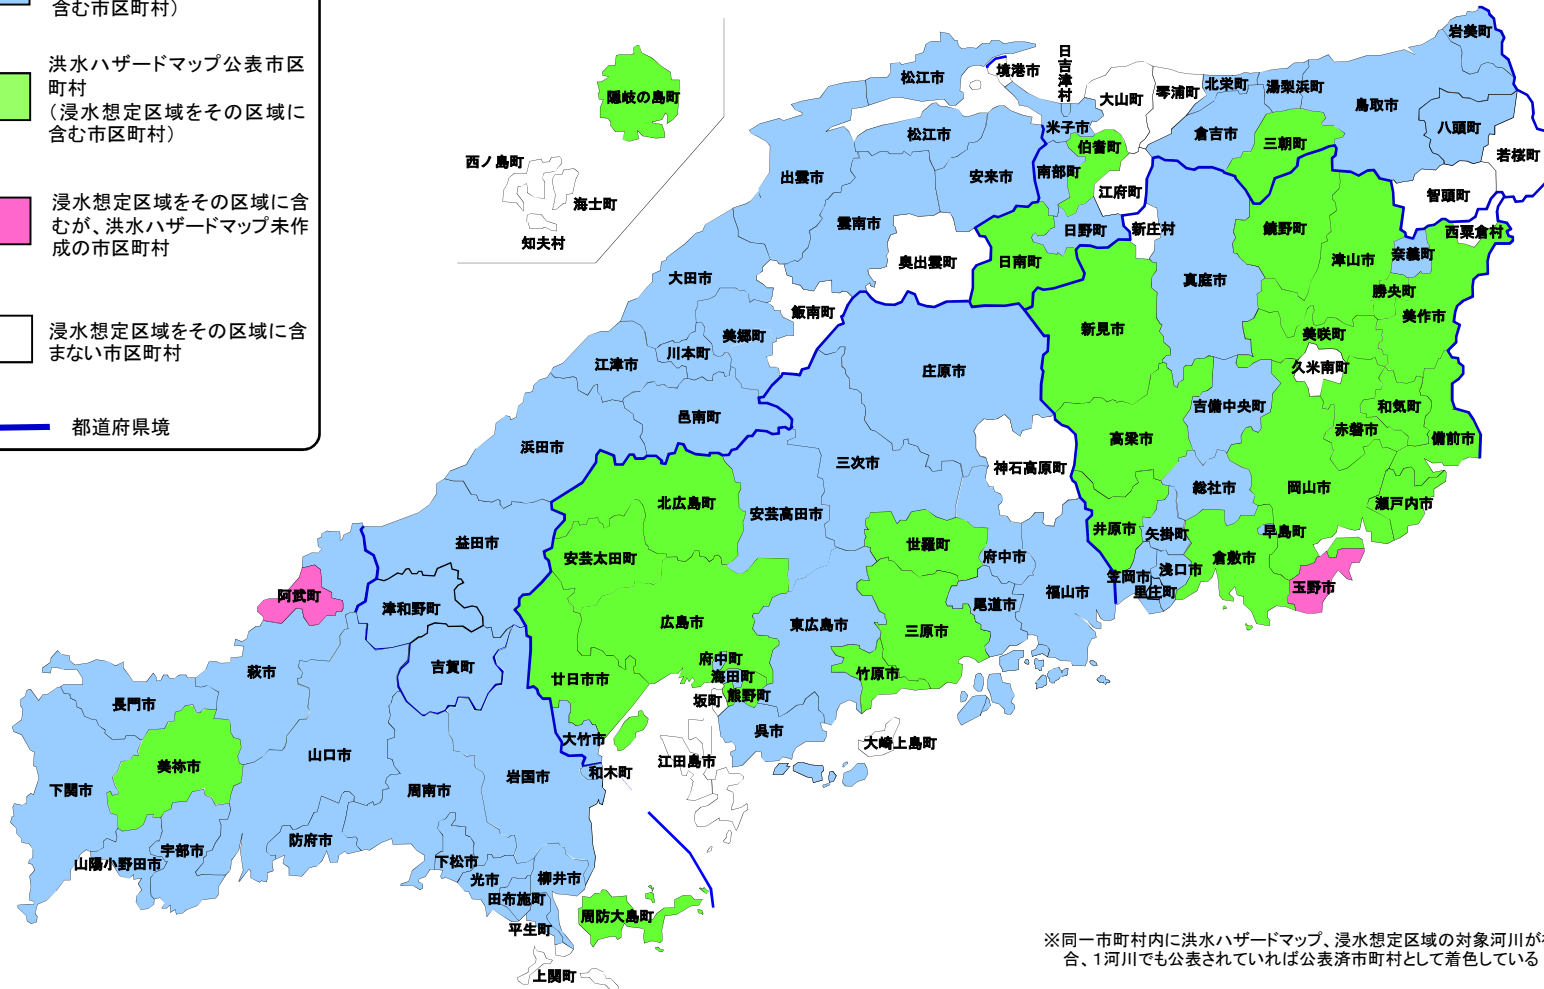 含む市区町村）
洪水ハザードマップ公表市区
町村
（浸水想定区域をその区域に
含む市区町村）
浸水想定区域をその区域に含
むが、洪水ハザードマップ未作
成の市区町村
浸水想定区域をその区域に含
まない市区町村
都道府県境
隠岐の島町
西ノ島町
海士町
知夫村
岩美町
松江市
境港市
日吉津村
大山町
琴浦町
北栄町
湯梨浜町
鳥取市
八頭町
若桜町
智頭町
松江市
米子市
伯耆町
倉吉市
三朝町
出雲市
安来市
南部町
江府町
雲南市
日野町
新庄村
鏡野町
西粟倉村
奥出雲町
日南町
津山市
奈義町
大田市
真庭市
勝央町
飯南町
新見市
美作市
美郷町
美咲町
川本町
江津市
庄原市
久米南町
邑南町
吉備中央町
和気町
浜田市
高梁市
赤磐市
備前市
三次市
神石高原町
総社市
岡山市
北広島町
安芸高田市
瀬戸内市
井原市
矢掛町
早島町
益田市
安芸太田町
世羅町
府中市
倉敷市
笠岡市
浅口市
里庄町
玉野市
阿武町
津和野町
福山市
尾道市
広島市
東広島市
三原市
萩市
吉賀町
府中町
海田町
竹原市
廿日市市
熊野町
坂町
長門市
呉市
大竹市
大崎上島町
山口市
美祢市
江田島市
和木町
岩国市
下関市
周南市
防府市
宇部市
山陽小野田市
下松市
光市
柳井市
田布施町
周防大島町
平生町
上関町
※同一市町村内に洪水ハザードマップ、浸水想定区域の対象河川が
合、1河川でも公表されていれば公表済市町村として着色している